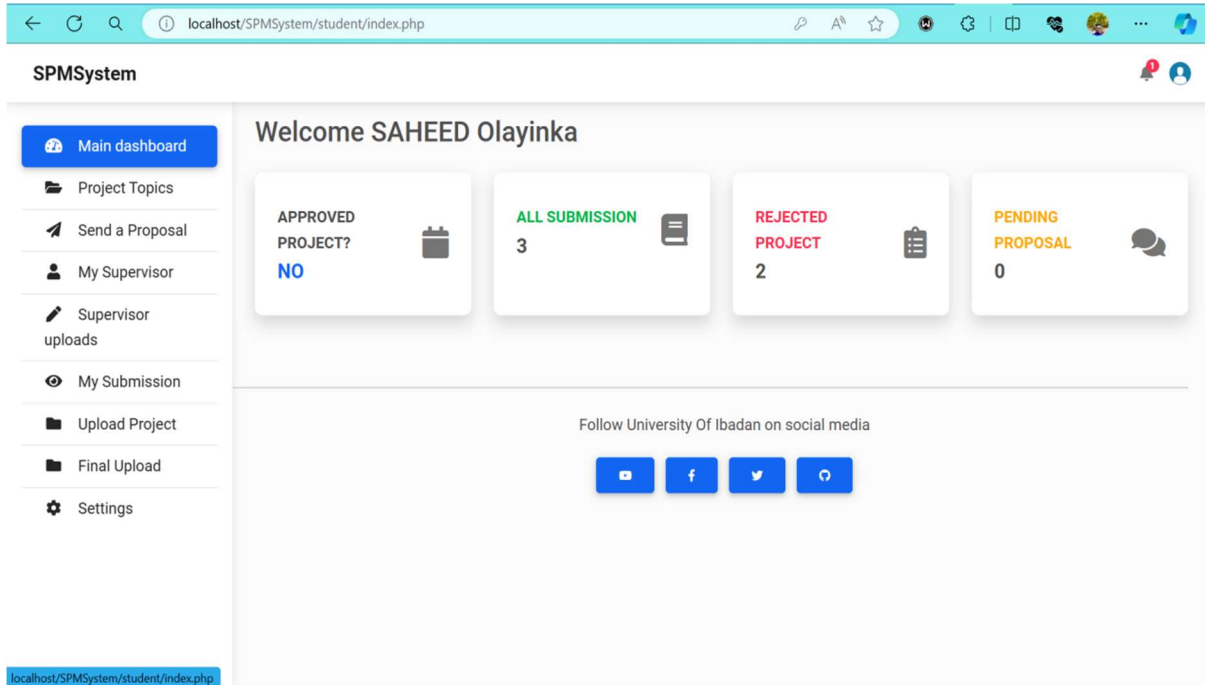 localhost/SPMSystem/student/index.php
SPMSystem
1
Main dashboard
Project Topics
Send a Proposal
My Supervisor
Supervisor
uploads
My Submission
Upload Project
Final Upload
Settings
Welcome SAHEED Olayinka
APPROVED
PROJECT?
NO
ALL SUBMISSION
3
REJECTED
PROJECT
2
PENDING
PROPOSAL
0
Follow University Of Ibadan on social media
localhost/SPMSystem/student/index.php